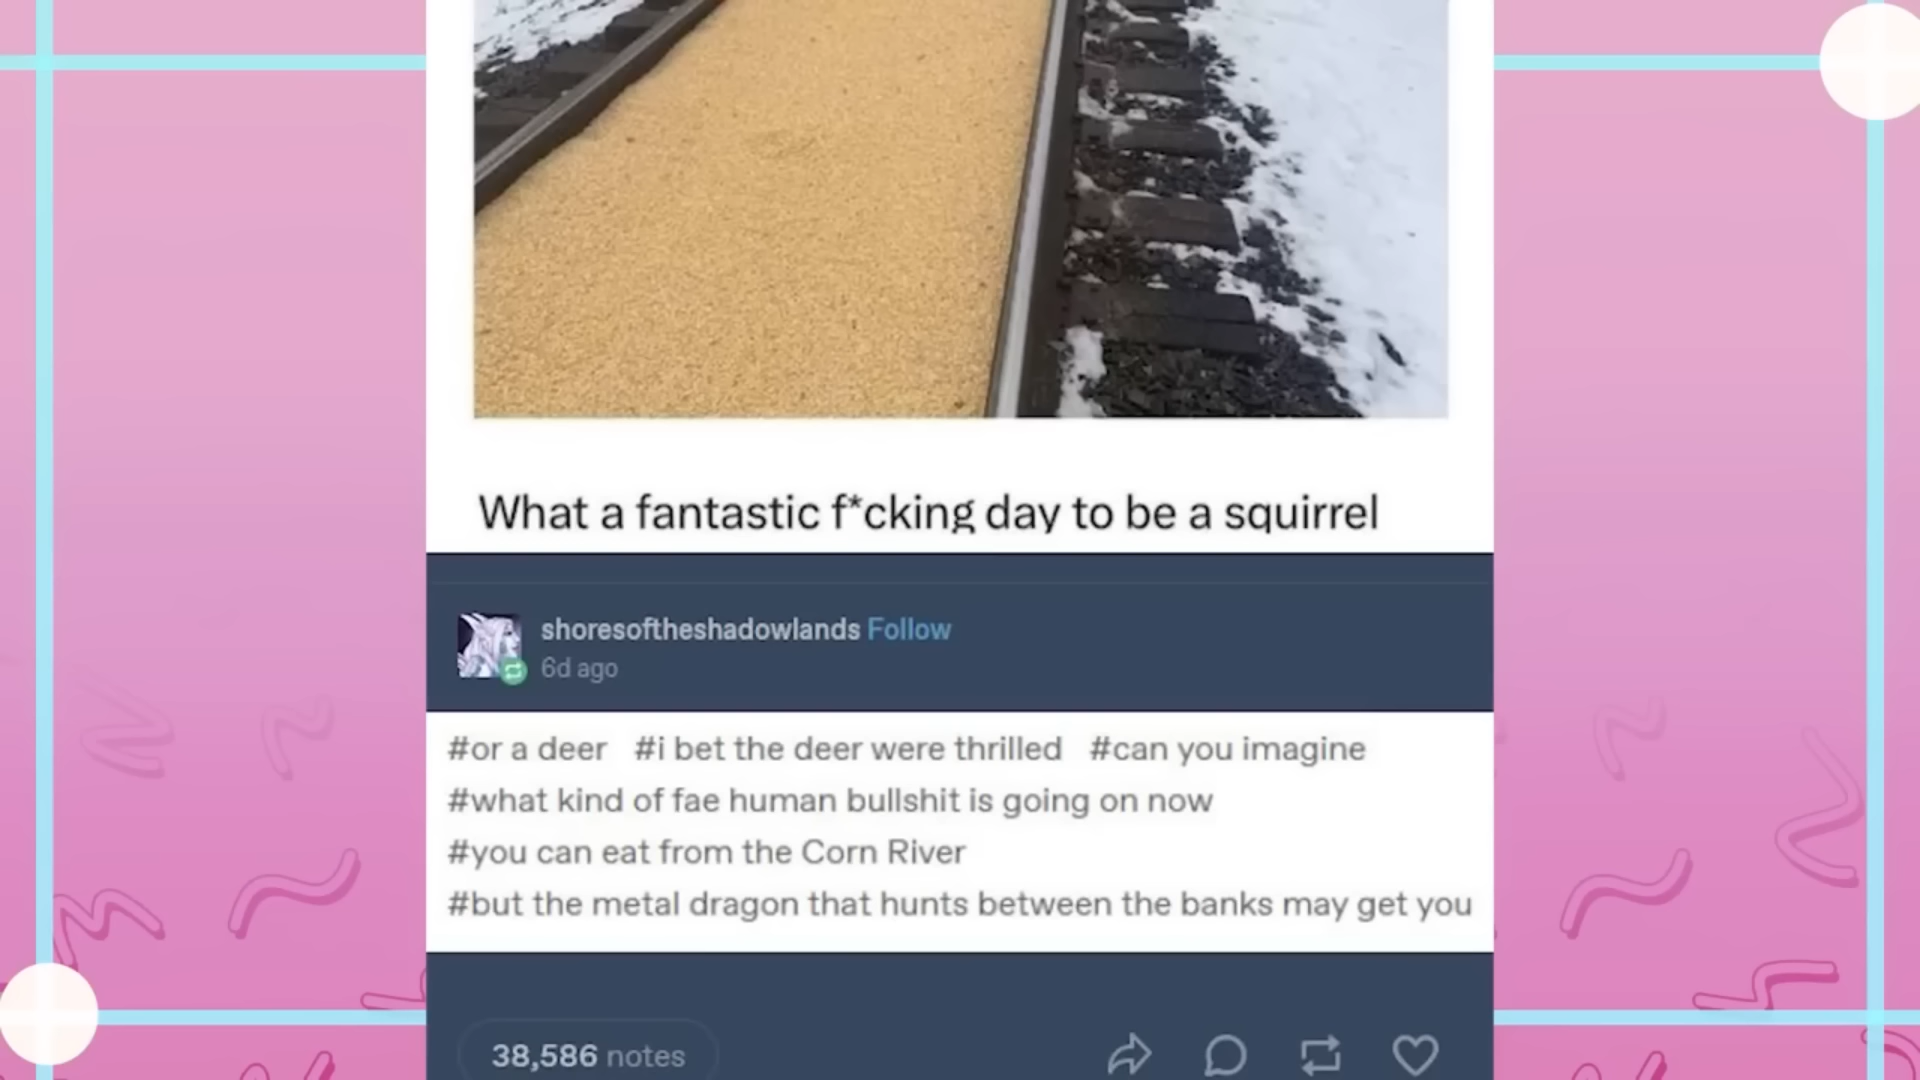 What a fantastic f*cking day to be a squirrel
shoresoftheshadowlands Follow
6d ago
#or a deer #i bet the deer were thrilled #can you imagine
#what kind of fae human bullshit is going on now
#you can eat from the Corn River
#but the metal dragon that hunts between the banks may get you
38,586 notes